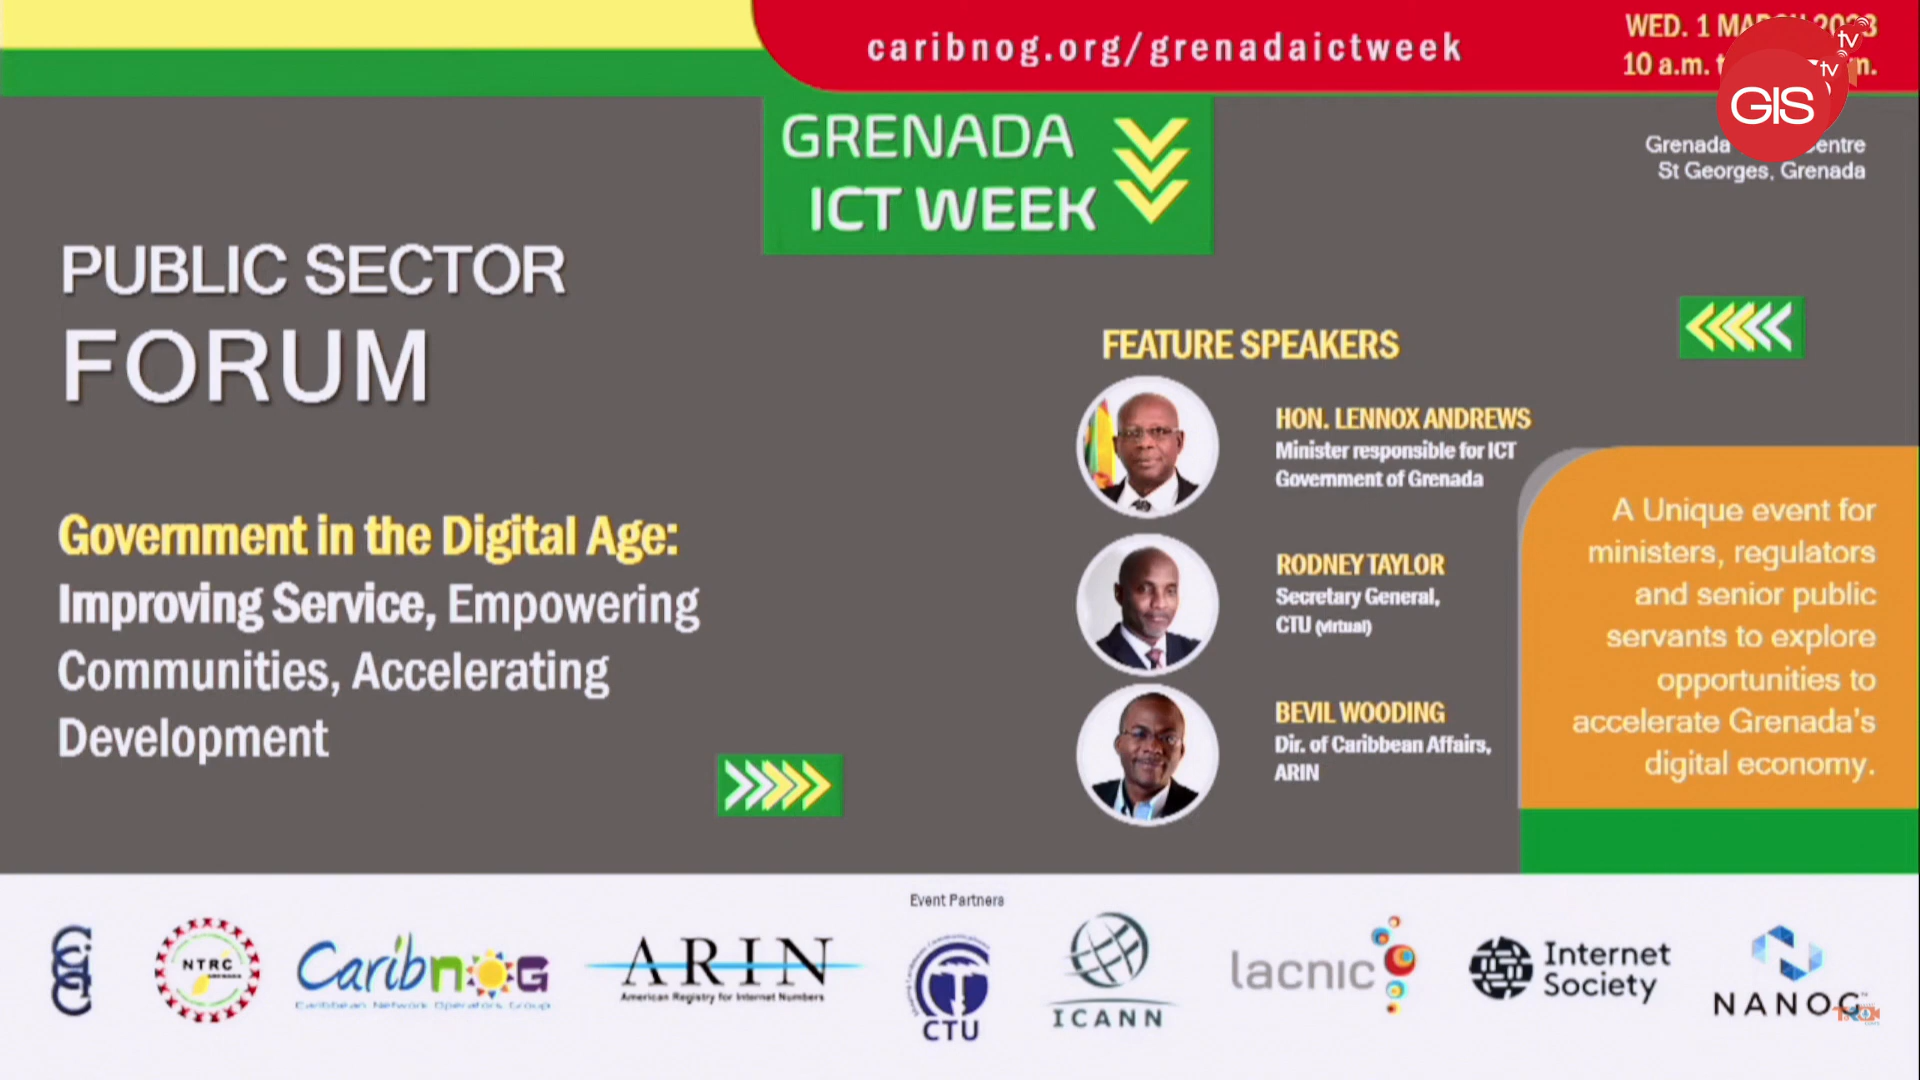 caribnog.org/grenadaictweek
WED. 1 MARCH 2023
10 a.m.
tv
tv
GIS
GRENADA
ICT WEEK
Grenada
St Georges, Grenada
PUBLIC SECTOR
FORUM
Government in the Digital Age:
Improving Service, Empowering
Communities, Accelerating
Development
FEATURE SPEAKERS
HON. LENNOX ANDREWS
Minister responsible for ICT
Government of Grenada
RODNEY TAYLOR
Secretary General,
CTU (virtual)
BEVIL WOODING
Dir. of Caribbean Affairs,
ARIN
A Unique event for
ministers, regulators
and senior public
servants to explore
opportunities to
accelerate Grenada's
digital economy.
Event Partners
NTRC
GRENADA
Caribnog
Caribbean Network Operators Group
ARIN
American Registry for Internet Numbers
CTU
ICANN
lacnic
Internet
Society
NANOG